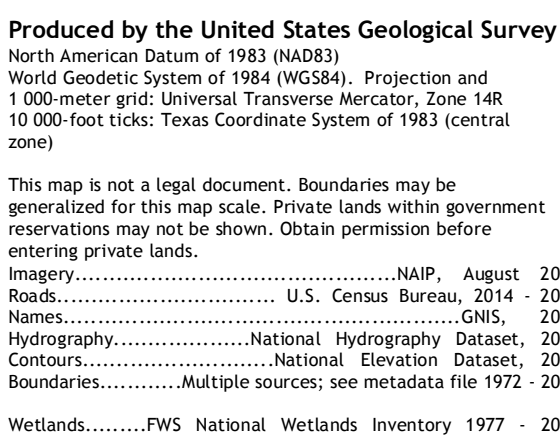 Produced by the United States Geological Survey
North American Datum of 1983 (NAD83)
World Geodetic System of 1984 (WGS84). Projection and
1 000-meter grid: Universal Transverse Mercator, Zone 14R
10 000-foot ticks: Texas Coordinate System of 1983 (central
zone)
This map is not a legal document. Boundaries may be
generalized for this map scale. Private lands within government
reservations may not be shown. Obtain permission before
entering private lands.
Imagery..........................................NAIP, August 20
Roads............................ U.S. Census Bureau, 2014 - 20
Names...................................................GNIS, 20
Hydrography..................National Hydrography Dataset, 20
Contours............................National Elevation Dataset, 20
Boundaries...........Multiple sources; see metadata file 1972 - 20
Wetlands.........FWS National Wetlands Inventory 1977 - 20